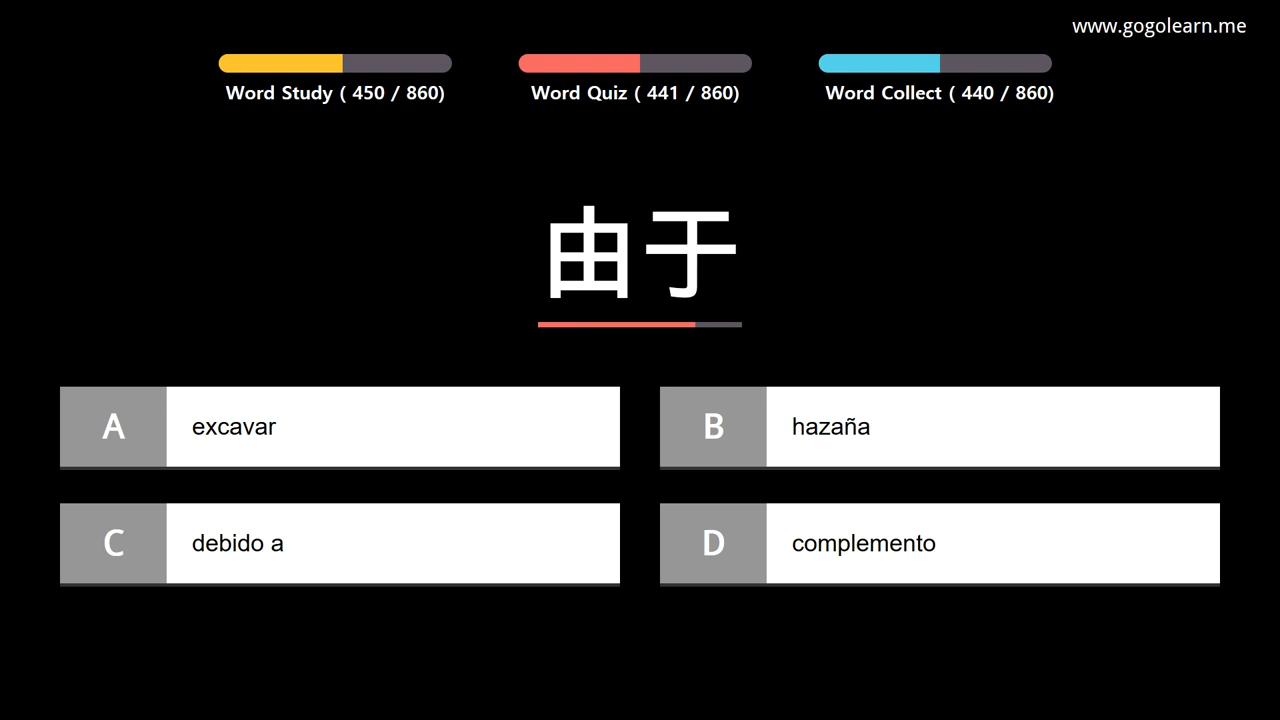 www.gogolearn.me
Word Study ( 450 / 860)
Word Quiz ( 441 / 860)
Word Collect ( 440 / 860)
由于
A excavar
B hazaña
C debido a
D complemento